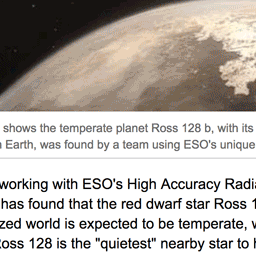 shows the temperate planet Ross 128 b, with its
Earth, was found by a team using ESO's unique
working with ESO's High Accuracy Radi
has found that the red dwarf star Ross 1
zed world is expected to be temperate,
Ross 128 is the "quietest" nearby star to